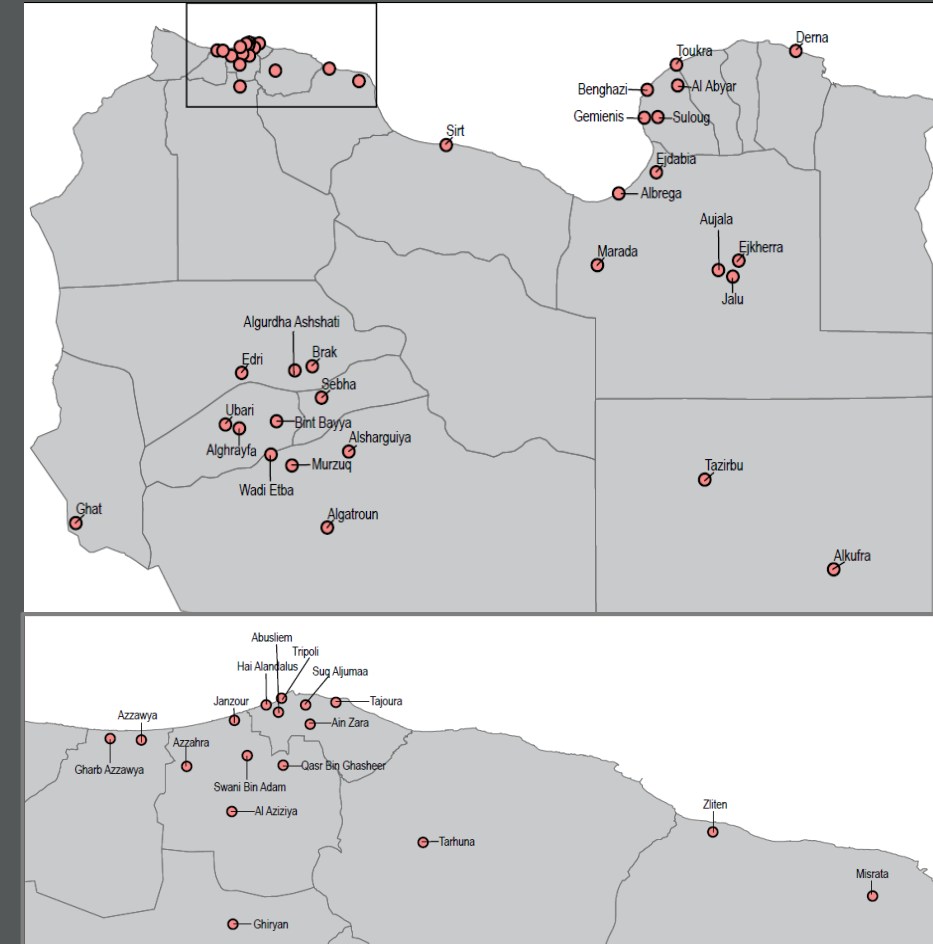 Derna
Toukra
Benghazi
Al Abyar
Gemienis
Suloug
Sirt
Ejdabia
Albrega
Aujala
Marada
Ejkherra
Jalu
Algurdha Ashshati
Edri
Brak
Sebha
Ubari
Bint Bayya
Alghrayfa
Alsharguiya
Murzuq
Wadi Etba
Tazirbu
Ghat
Algatroun
Alkufra
Abusliem
Tripoli
Hai Alandalus
Suq Aljumaa
Janzour
Tajoura
Azzawya
Ain Zara
Azzahra
Gharb Azzawya
Qasr Bin Ghasheer
Swani Bin Adam
Al Aziziya
Zliten
Tarhuna
Misrata
Ghiryan